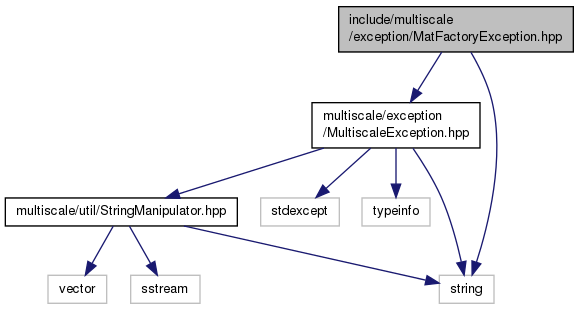 include/multiscale
/exception/MatFactoryException.hpp
multiscale/exception
/MultiscaleException.hpp
multiscale/util/StringManipulator.hpp
stdexcept
typeinfo
vector
sstream
string